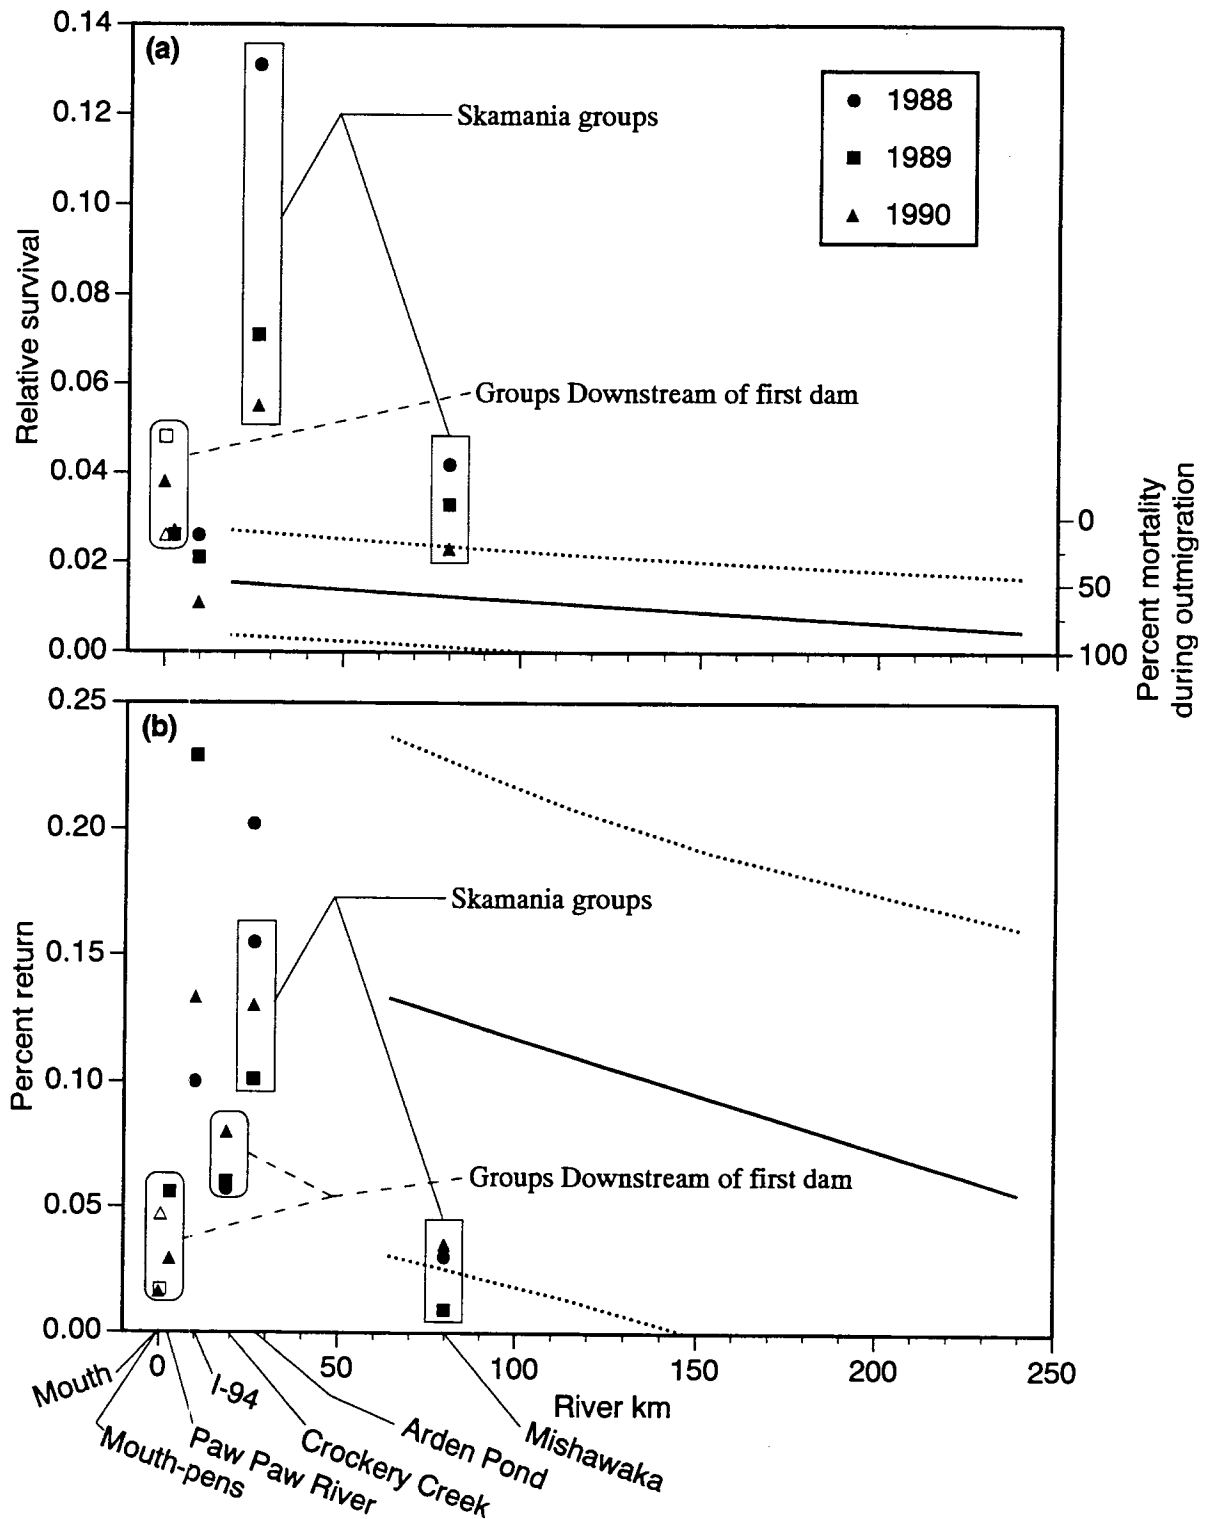 (a)
0.14
0.12
0.10
0.08
0.06
0.04
0.02
0.00
Relative survival
Skamania groups
Groups Downstream of first dam
1988
1989
1990
0
50
100
Percent mortality
during outmigration
(b)
0.25
0.20
0.15
0.10
0.05
0.00
Percent return
Skamania groups
Groups Downstream of first dam
0
50
100
150
200
250
River km
Mouth
Mouth-pens
Paw Paw River
I-94
Crockery Creek
Arden Pond
Mishawaka